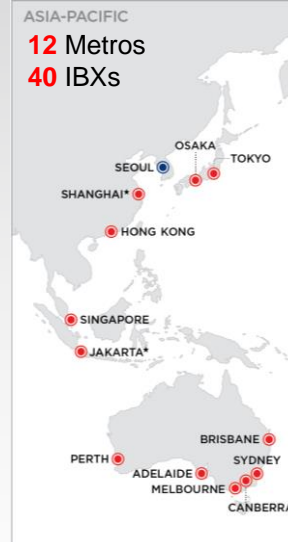 ASIA-PACIFIC
12 Metros
40 IBXs
OSAKA
TOKYO
SEOUL
SHANGHAI*
HONG KONG
SINGAPORE
JAKARTA*
BRISBANE
PERTH
SYDNEY
ADELAIDE
MELBOURNE
CANBERRA